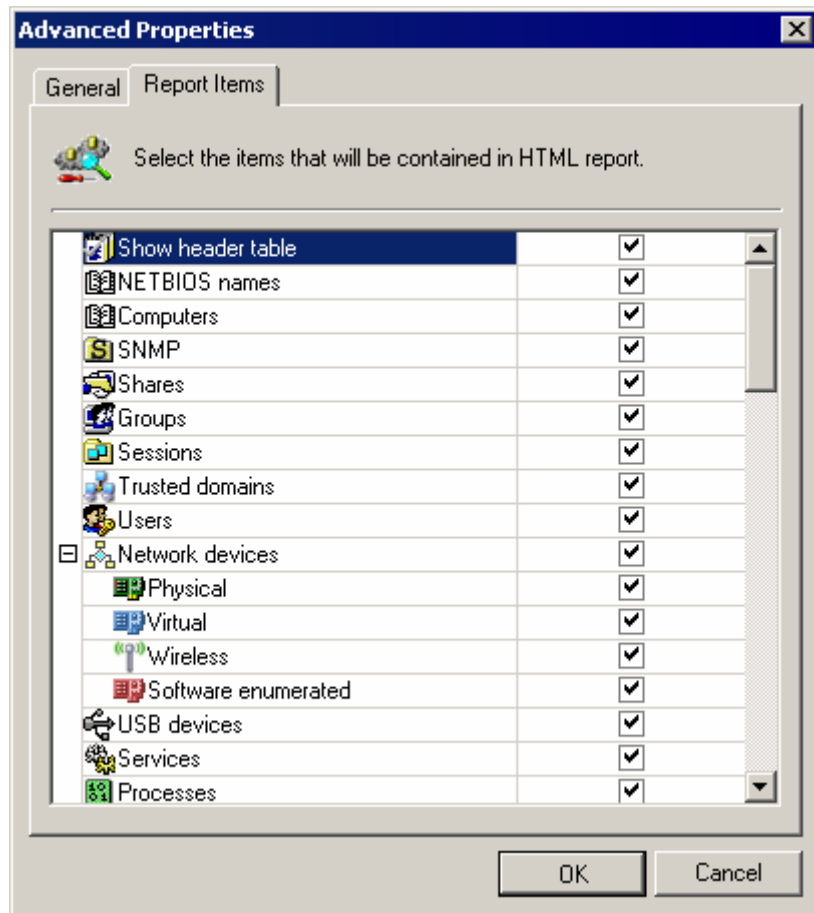 Advanced Properties
General
Report Items
Select the items that will be contained in HTML report.
Show header table
NETBIOS names
Computers
SNMP
Shares
Groups
Sessions
Trusted domains
Users
Network devices
Physical
Virtual
Wireless
Software enumerated
USB devices
Services
Processes
OK
Cancel